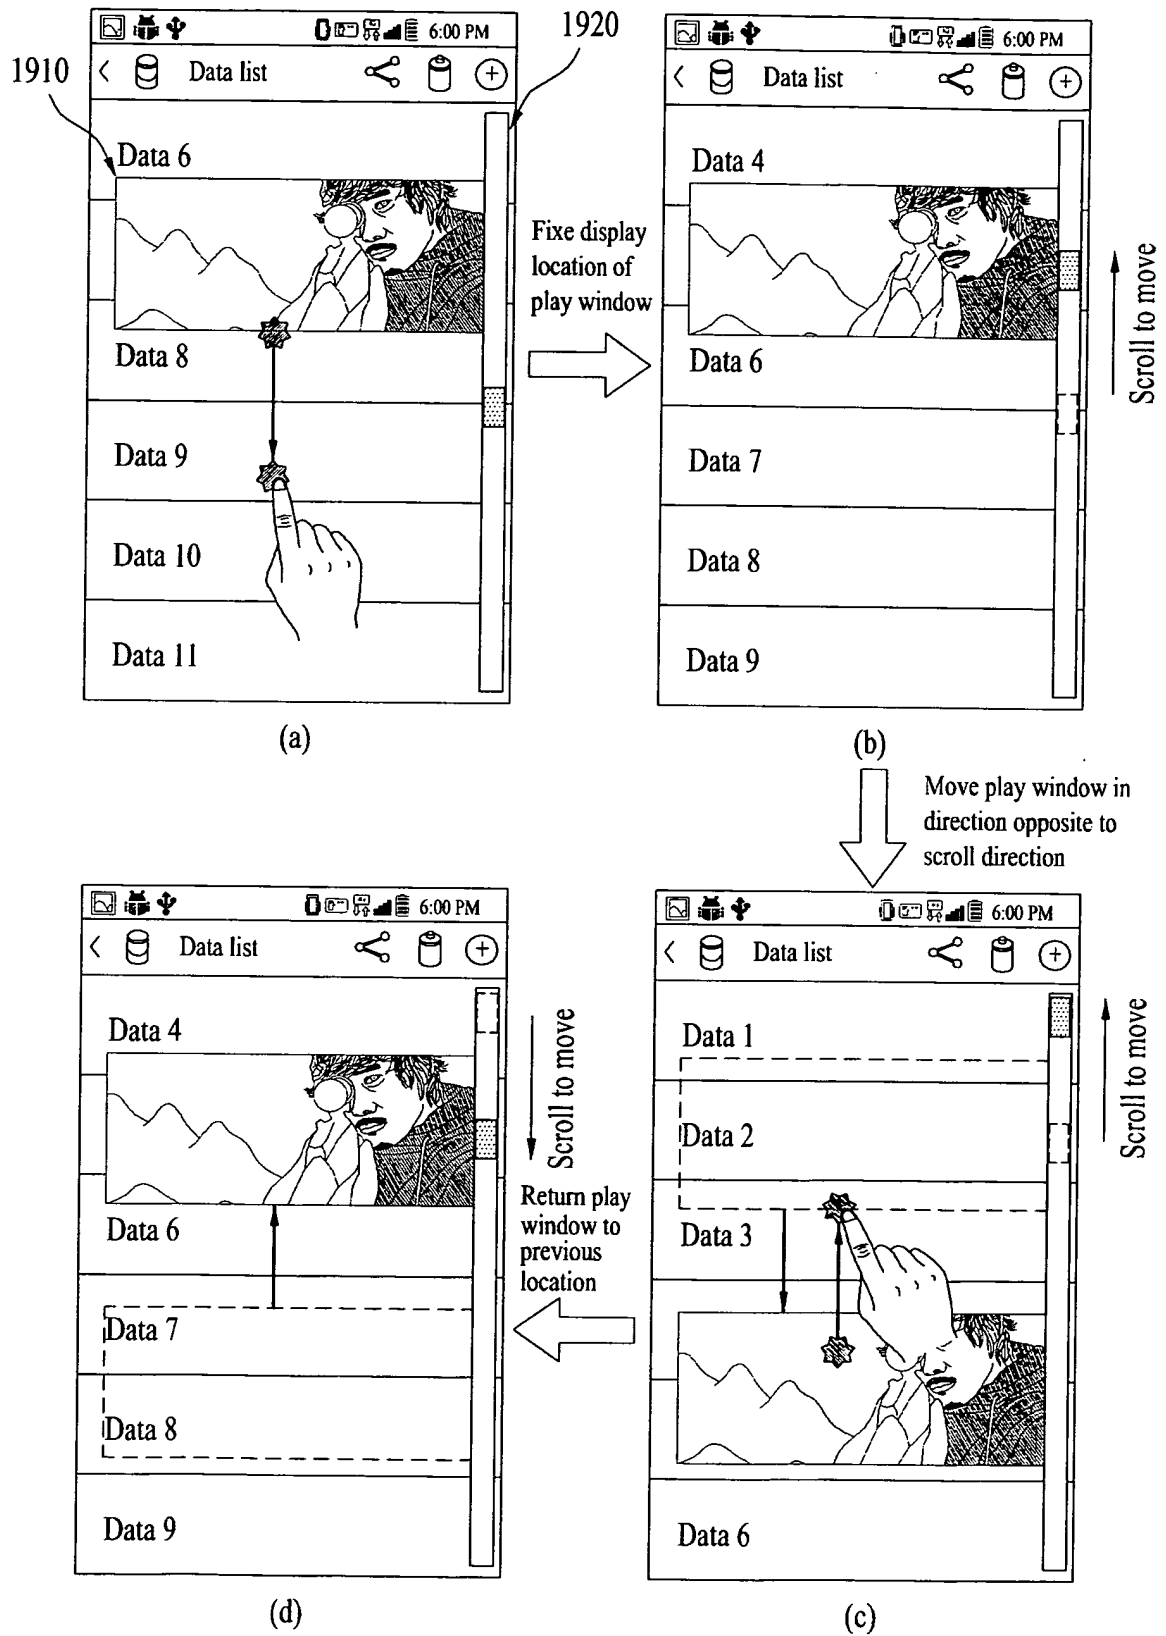 1920
6:00 PM
1910
Data list
Data 6
Data 8
Data 9
Data 10
Data 11
(a)
Fixe display
location of
play window
6:00 PM
Data list
Data 4
Data 6
Data 7
Data 8
Data 9
Scroll to move
(b)
Move play window in
direction opposite to
scroll direction
6:00 PM
Data list
Data 1
Data 2
Data 3
Data 6
Scroll to move
(c)
Return play
window to
previous
location
6:00 PM
Data list
Data 4
Data 6
Data 7
Data 8
Data 9
Scroll to move
(d)